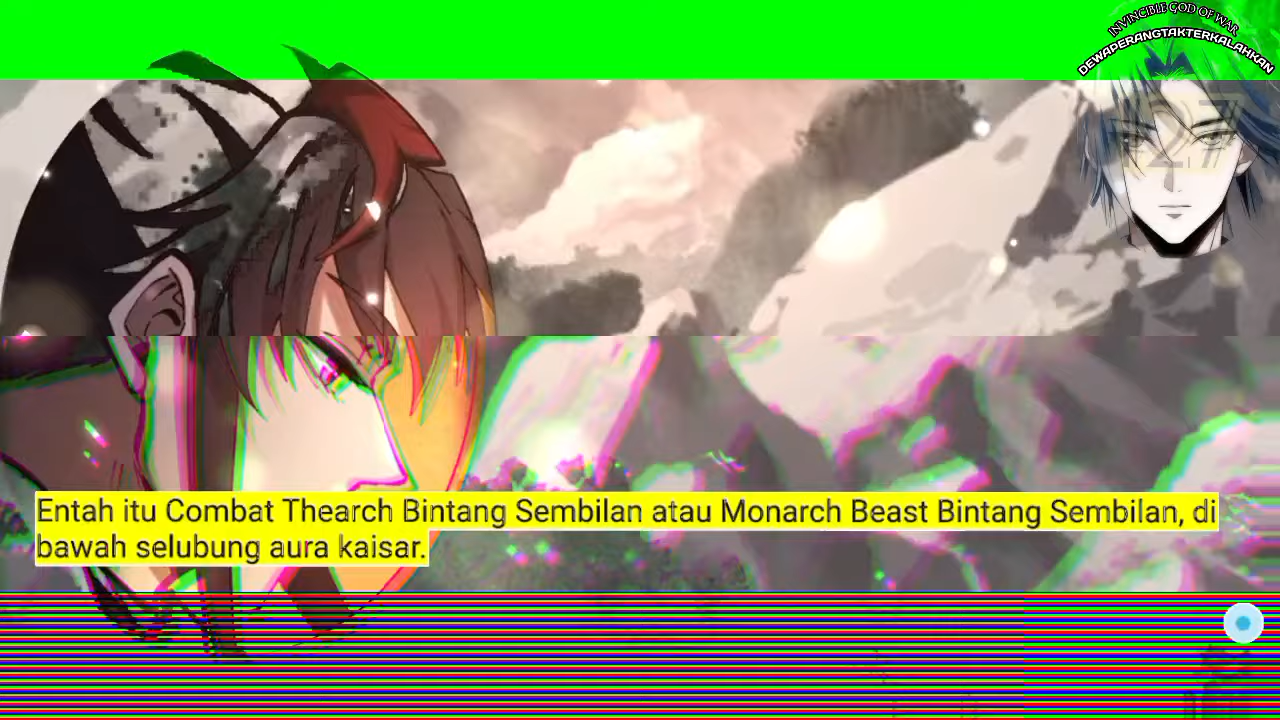 INVINCIBLE GOD OF WAR
DEWAPERANGTAKTERKALAHKAN
127
Entah itu Combat Thearch Bintang Sembilan atau Monarch Beast Bintang Sembilan, di
bawah selubung aura kaisar.